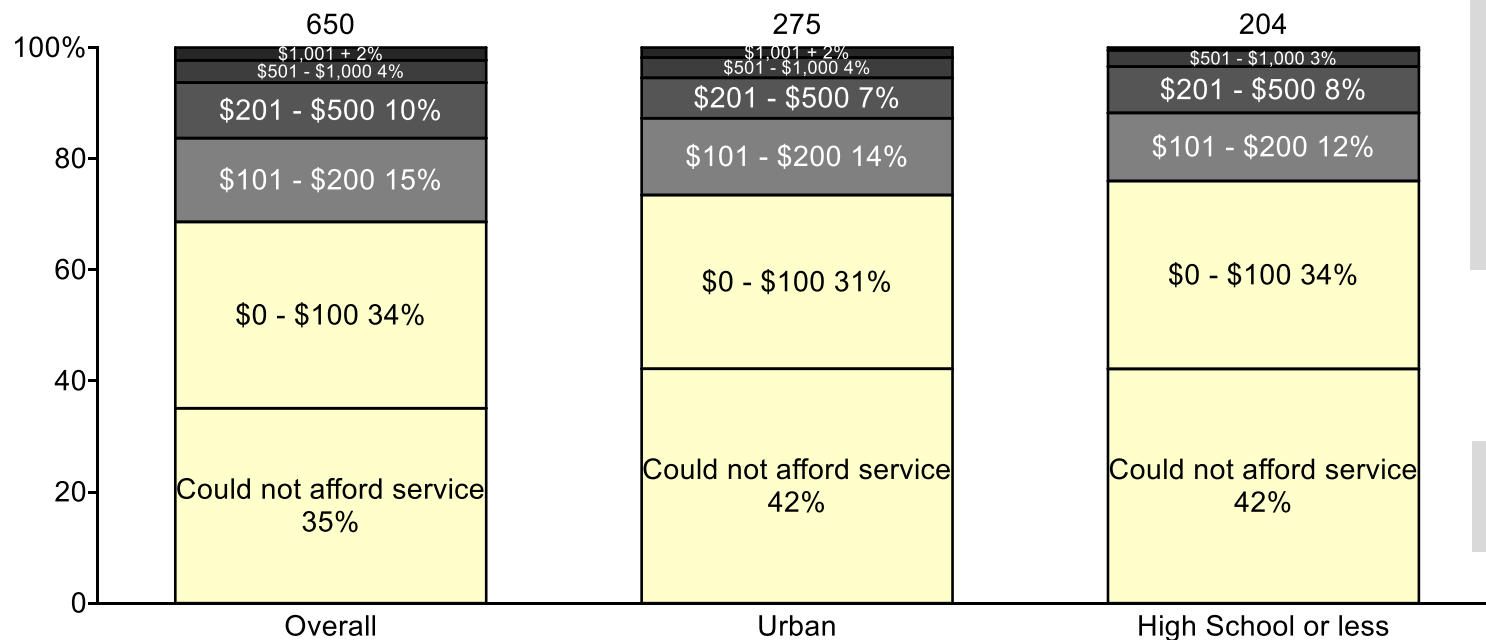 650 275 204
100%
80
60
40
20
0
$1,001 + 2%
$501 - $1,000 4%
$201 - $500 10%
$101 - $200 15%
$0 - $100 34%
Could not afford service
35%
$1,001 + 2%
$501 - $1,000 4%
$201 - $500 7%
$101 - $200 14%
$0 - $100 31%
Could not afford service
42%
$501 - $1,000 3%
$201 - $500 8%
$101 - $200 12%
$0 - $100 34%
Could not afford service
42%
Overall Urban High School or less